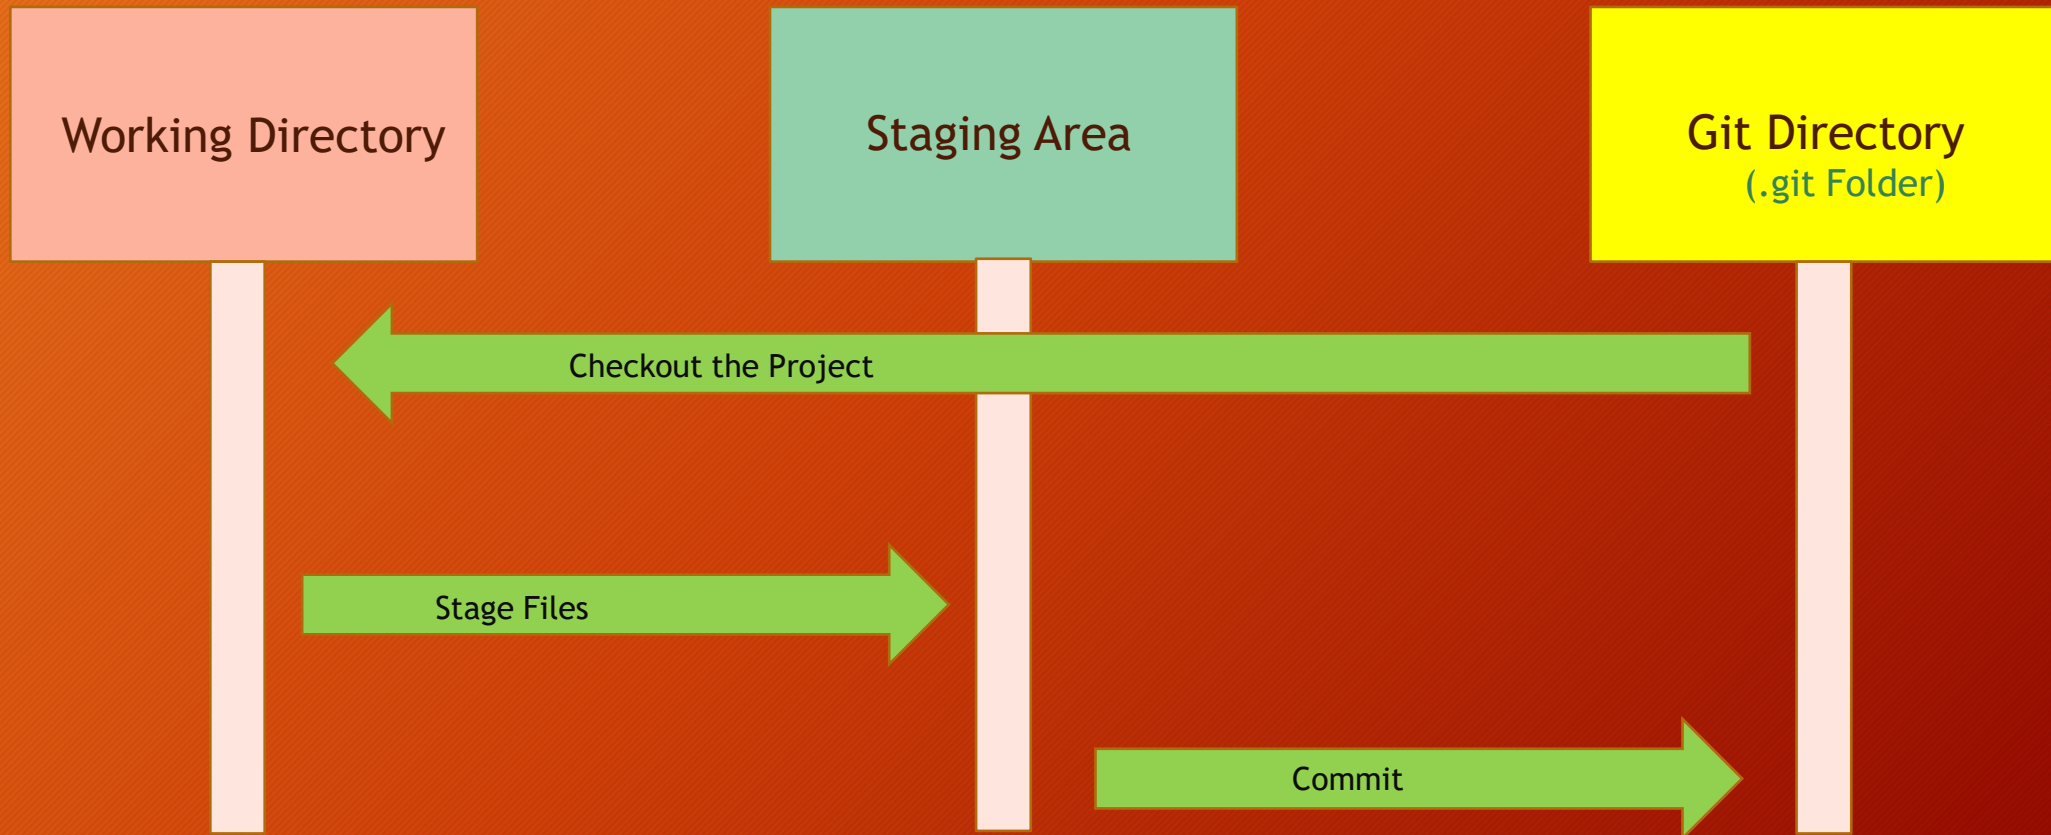 Working Directory
Staging Area
Git Directory
(.git Folder)
Checkout the Project
Stage Files
Commit